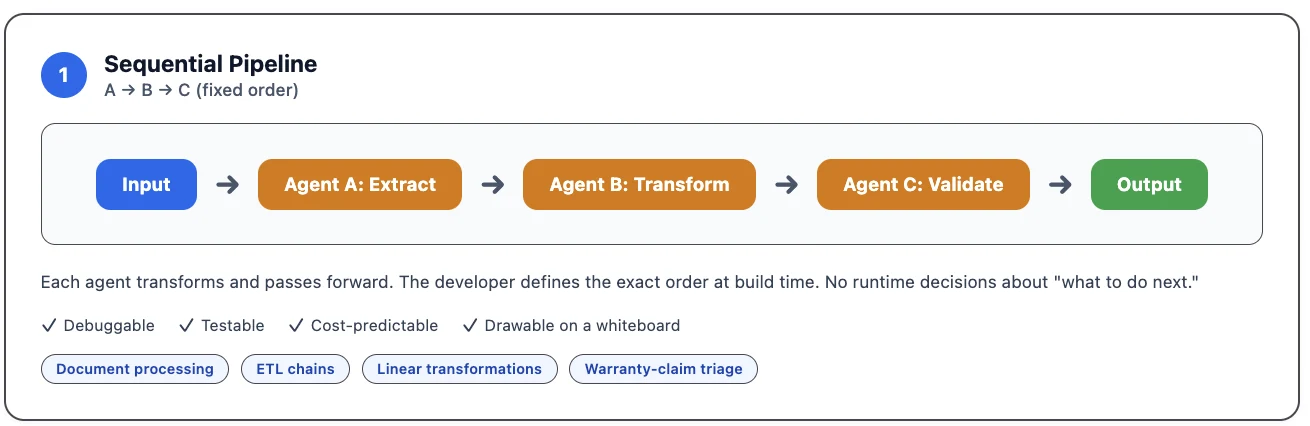 1
Sequential Pipeline
A → B → C (fixed order)
Input → Agent A: Extract → Agent B: Transform → Agent C: Validate → Output
Each agent transforms and passes forward. The developer defines the exact order at build time. No runtime decisions about "what to do next."
✓ Debuggable ✓ Testable ✓ Cost-predictable ✓ Drawable on a whiteboard
Document processing ETL chains Linear transformations Warranty-claim triage